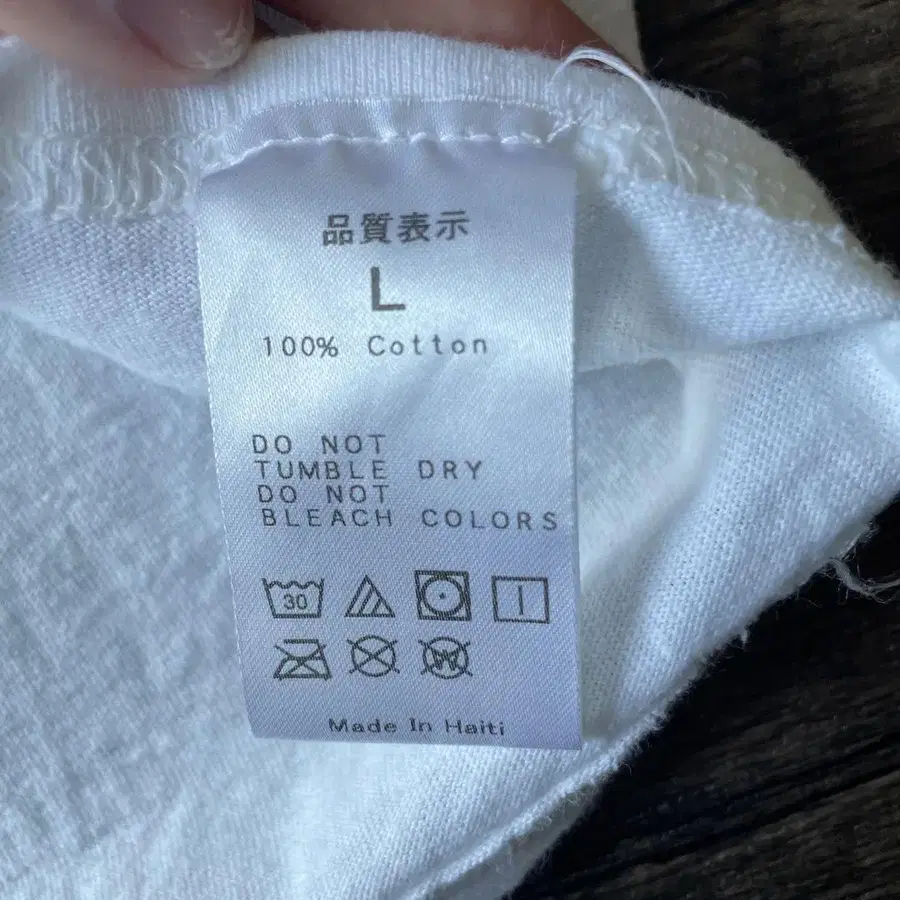 品質表示
L
100% Cotton
DO NOT
TUMBLE DRY
DO NOT
BLEACH COLORS
30
W
Made In Haiti